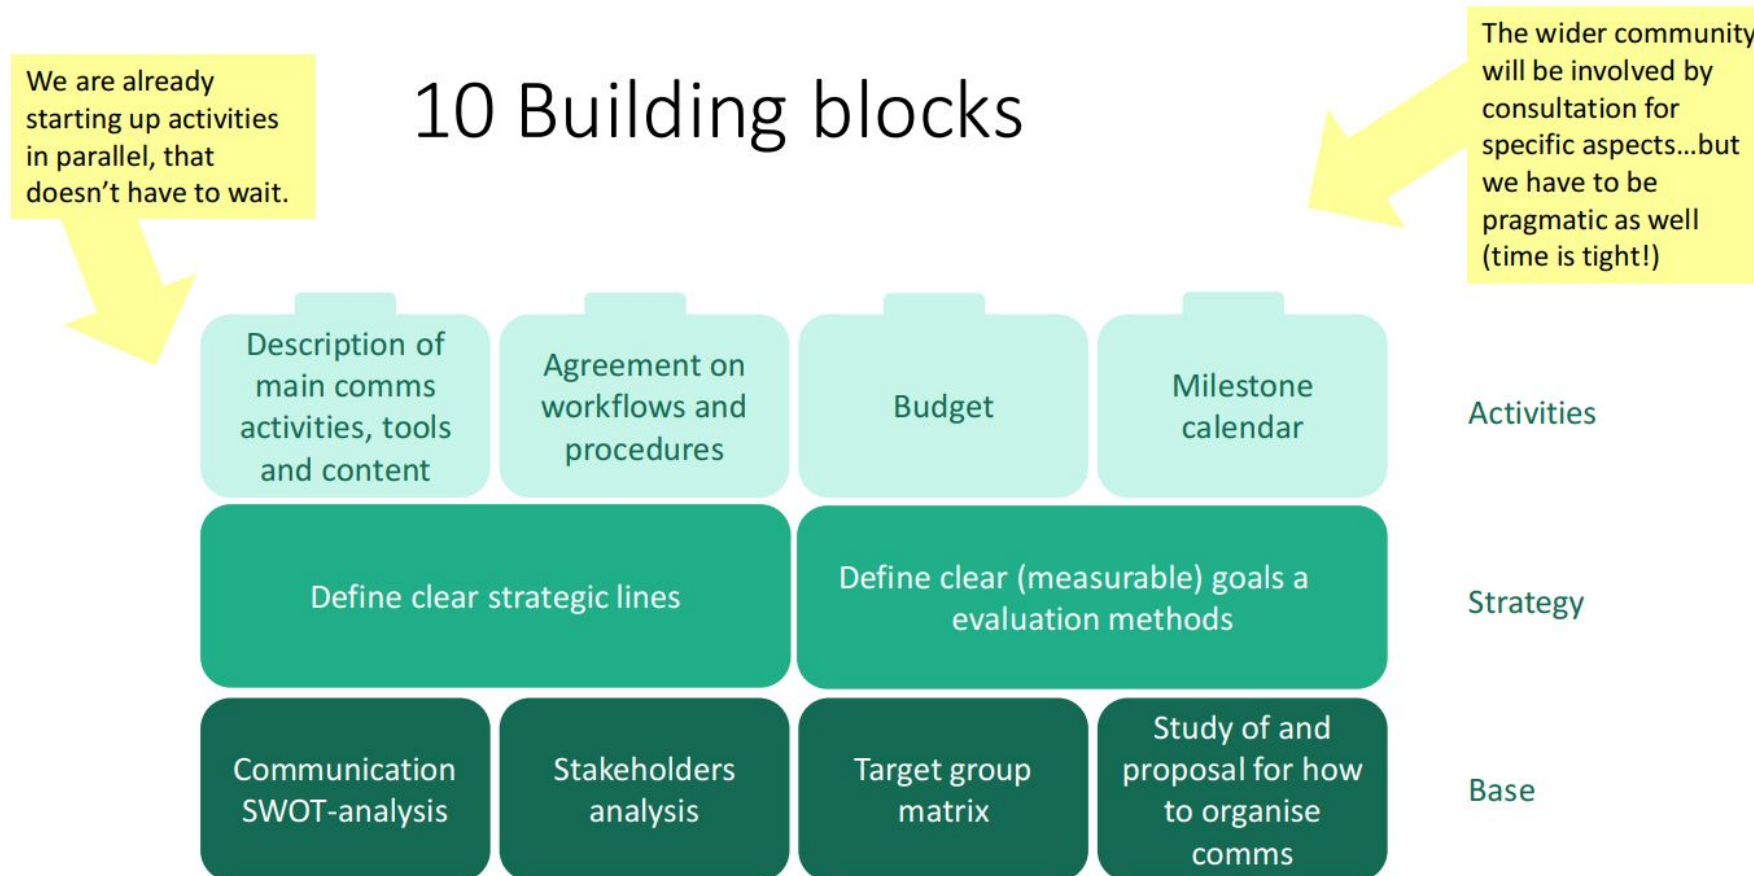 We are already
starting up activities
in parallel, that
doesn’t have to wait.
10 Building blocks
The wider community
will be involved by
consultation for
specific aspects...but
we have to be
pragmatic as well
(time is tight!)
Description of
main comms
activities, tools
and content
Agreement on
workflows and
procedures
Budget
Milestone
calendar
Activities
Define clear strategic lines
Define clear (measurable) goals a
evaluation methods
Strategy
Communication
SWOT-analysis
Stakeholders
analysis
Target group
matrix
Study of and
proposal for how
to organise
comms
Base